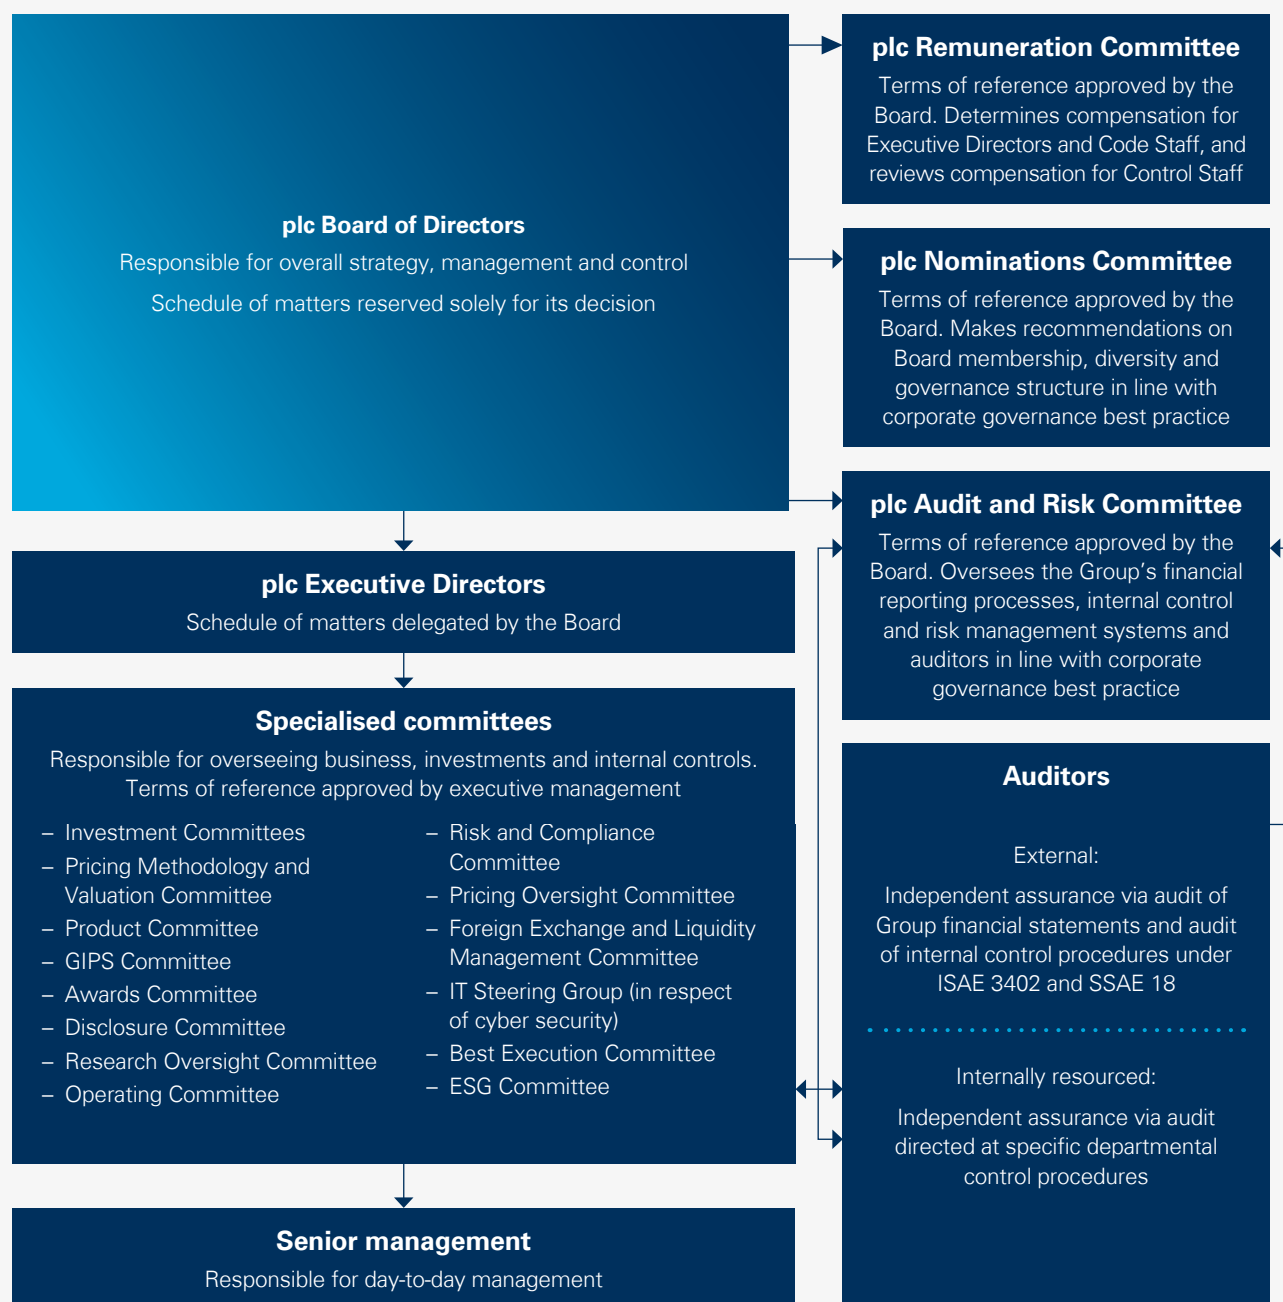 plc Board of Directors
Responsible for overall strategy, management and control
Schedule of matters reserved solely for its decision
plc Remuneration Committee
Terms of reference approved by the
Board. Determines compensation for
Executive Directors and Code Staff, and
reviews compensation for Control Staff
plc Nominations Committee
Terms of reference approved by the
Board. Makes recommendations on
Board membership, diversity and
governance structure in line with
corporate governance best practice
plc Audit and Risk Committee
Terms of reference approved by the
Board. Oversees the Group’s financial
reporting processes, internal control
and risk management systems and
auditors in line with corporate
governance best practice
plc Executive Directors
Schedule of matters delegated by the Board
Specialised committees
Responsible for overseeing business, investments and internal controls.
Terms of reference approved by executive management
– Investment Committees
– Pricing Methodology and
Valuation Committee
– Product Committee
– GIPS Committee
– Awards Committee
– Disclosure Committee
– Research Oversight Committee
– Operating Committee
– Risk and Compliance
Committee
– Pricing Oversight Committee
– Foreign Exchange and Liquidity
Management Committee
– IT Steering Group (in respect
of cyber security)
– Best Execution Committee
– ESG Committee
Auditors
External:
Independent assurance via audit of
Group financial statements and audit
of internal control procedures under
ISAE 3402 and SSAE 18
Internally resourced:
Independent assurance via audit
directed at specific departmental
control procedures
Senior management
Responsible for day-to-day management